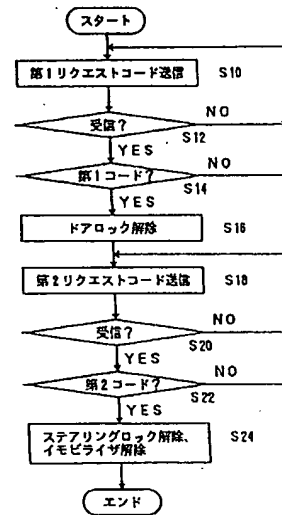 スタート
第1リクエストコード送信 S10
受信? NO
S12
YES
第1コード? NO
S14
YES
ドアロック解除 S16
第2リクエストコード送信 S18
受信? NO
S20
YES
第2コード? NO
S22
YES
ステアリングロック解除、 S24
イモビライザ解除
エンド